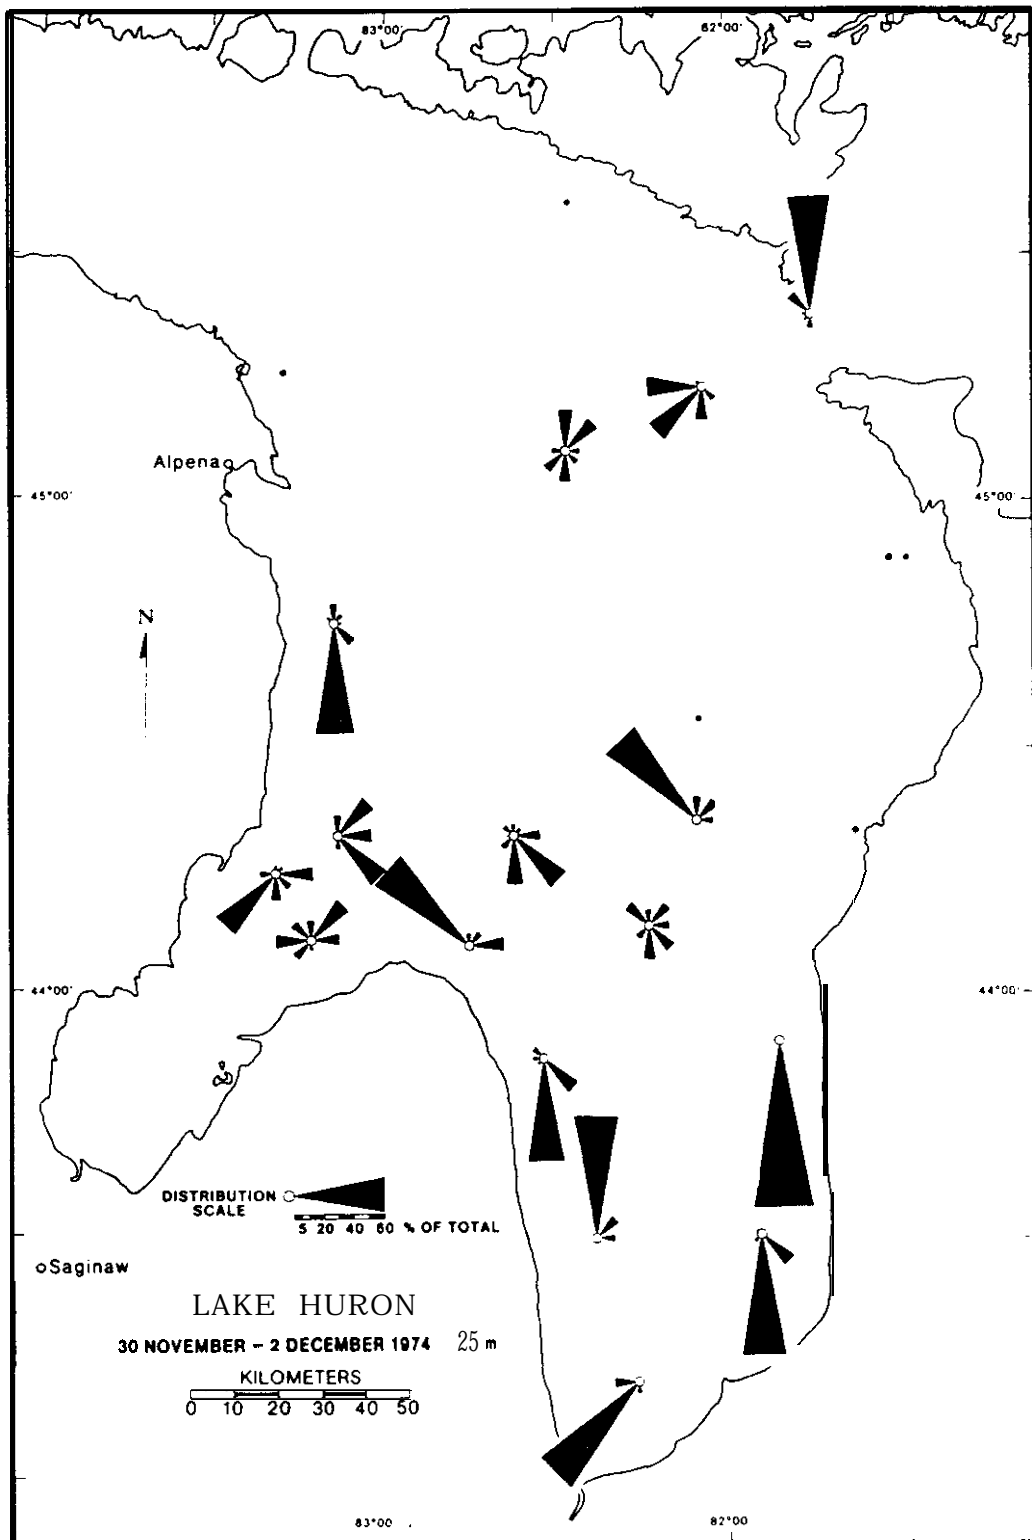 83°00'
82°00'
Alpena
45°00'
45°00'
N
44°00'
44°00'
DISTRIBUTION
SCALE
5 20 40 60 % OF TOTAL
Saginaw
LAKE HURON
30 NOVEMBER – 2 DECEMBER 1974 25 m
KILOMETERS
0 10 20 30 40 50
83°00'
82°00'